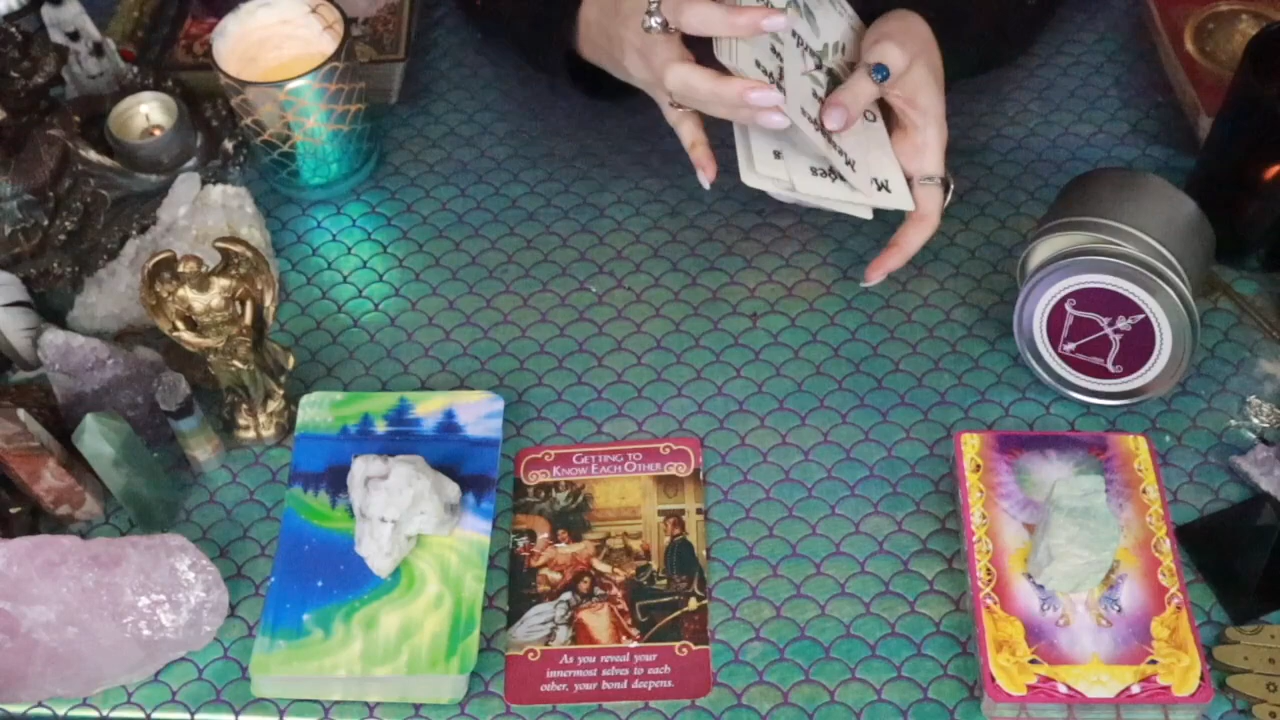 Messages
GETTING TO
KNOW EACH OTHER
As you reveal your
innermost selves to each
other, your bond deepens.